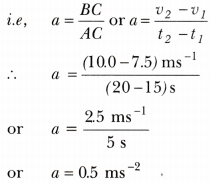 i.e, a = BC/AC or a = (v₂ – v₁)/(t₂ – t₁)
∴ a = (10.0 – 7.5) ms⁻¹/(20 – 15) s
or a = 2.5 ms⁻¹/5 s
or a = 0.5 ms⁻²